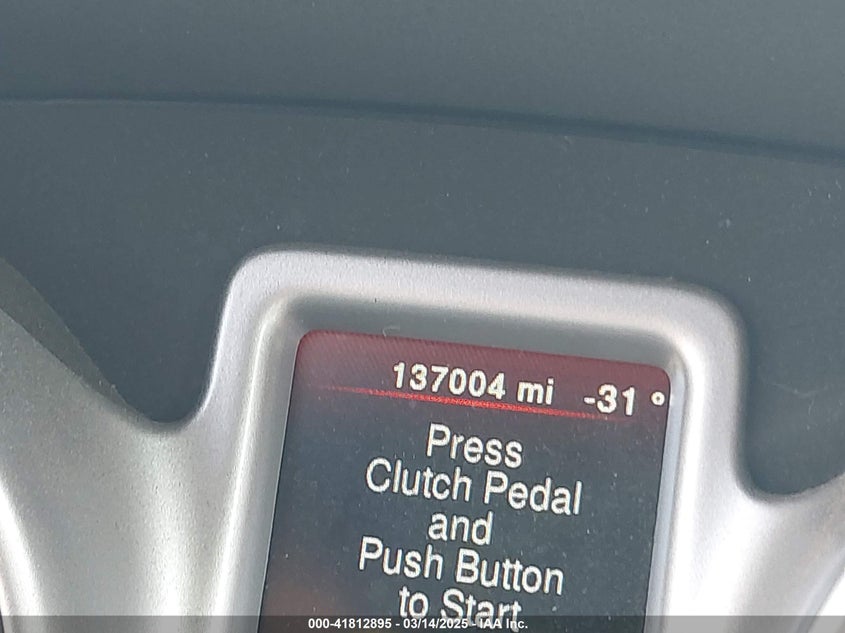 137004 mi -31 °
Press
Clutch Pedal
and
Push Button
to Start
000-41812895 - 03/14/2025 - IAA Inc.